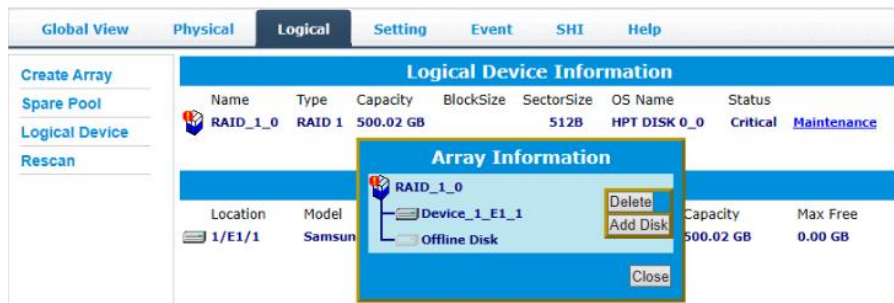 Global View Physical Logical Setting Event SHI Help
Create Array
Spare Pool
Logical Device
Rescan
Logical Device Information
Name Type Capacity BlockSize SectorSize OS Name Status
RAID_1_0 RAID 1 500.02 GB 512B HPT DISK 0_0 Critical Maintenance
Array Information
RAID_1_0
Device_1_E1_1
Offline Disk
Delete
Add Disk
Close
Location Model Capacity Max Free
1/E1/1 Samsun 500.02 GB 0.00 GB